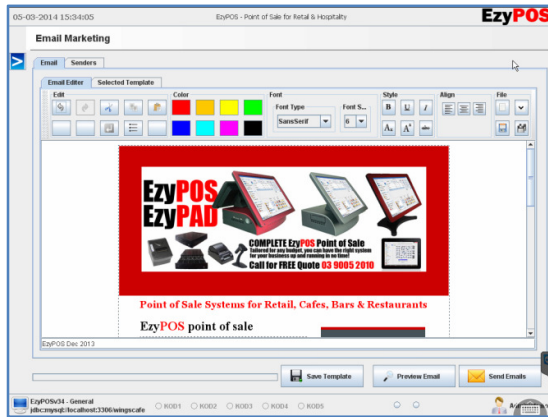 05-03-2014 15:34:05
EzyPOS - Point of Sale for Retail & Hospitality
EzyPOS
Email Marketing
Email
Senders
Email Editor
Selected Template
Edit
Color
Font
Style
Align
File
Font Type
Font S...
SansSerif
6
B U I
EzyPOS
EzyPAD
COMPLETE EzyPOS Point of Sale
Tailored for any budget, you can have the right system
for your business up and running in no time!
Call for FREE Quote 03 9005 2010
Point of Sale Systems for Retail, Cafes, Bars & Restaurants
EzyPOS point of sale
EzyPOS Dec 2013
Save Template
Preview Email
Send Emails
EzyPOSv34 - General
jdbc:mysql://localhost:3306/wingscafe
KOD1
KOD2
KOD3
KOD4
KOD5